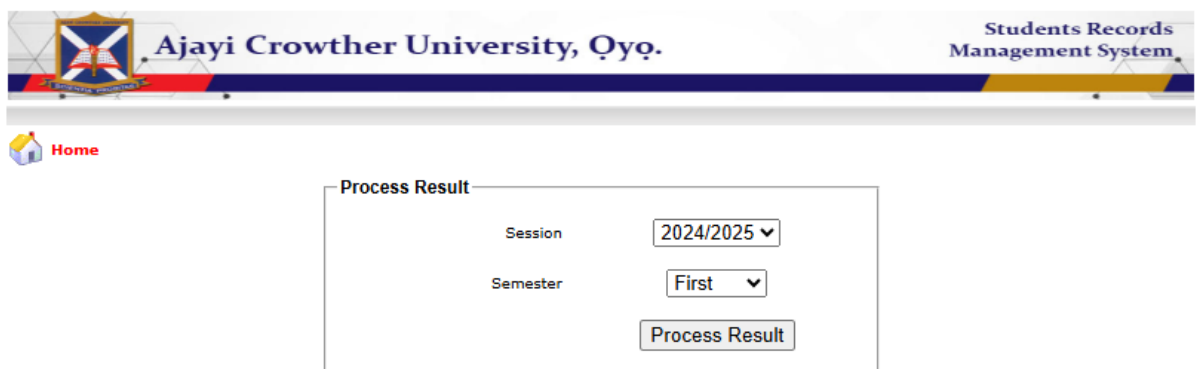 Ajayi Crowther University, Ọyọ.
Students Records
Management System
Home
Process Result
Session
2024/2025
Semester
First
Process Result